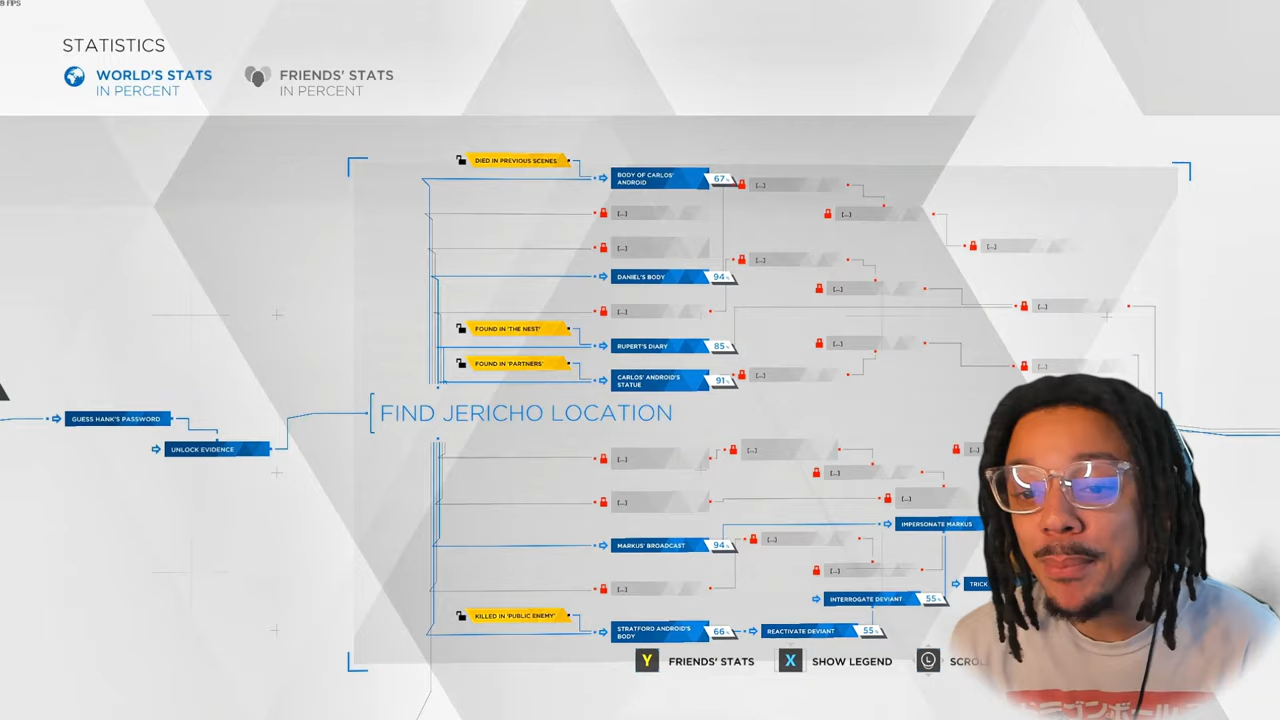 9 FPS
STATISTICS
WORLD'S STATS
IN PERCENT
FRIENDS' STATS
IN PERCENT
DIED IN PREVIOUS SCENES
BODY OF CARLOS'
ANDROID
67%
[...]
[...]
[...]
[...]
[...]
[...]
DANIEL'S BODY
94%
[...]
[...]
[...]
FOUND IN 'THE NEST'
RUPERT'S DIARY
85%
[...]
FOUND IN 'PARTNERS'
CARLOS' ANDROID'S
STATUE
91%
[...]
[...]
FIND JERICHO LOCATION
GUESS HANK'S PASSWORD
UNLOCK EVIDENCE
[...]
[...]
[...]
[...]
[...]
[...]
IMPERSONATE MARKUS
MARKUS' BROADCAST
94%
[...]
[...]
[...]
TRICK
INTERROGATE DEVIANT
55%
KILLED IN 'PUBLIC ENEMY'
STRATFORD ANDROID'S
BODY
66%
REACTIVATE DEVIANT
55%
Y
FRIENDS' STATS
X
SHOW LEGEND
L
SCROL